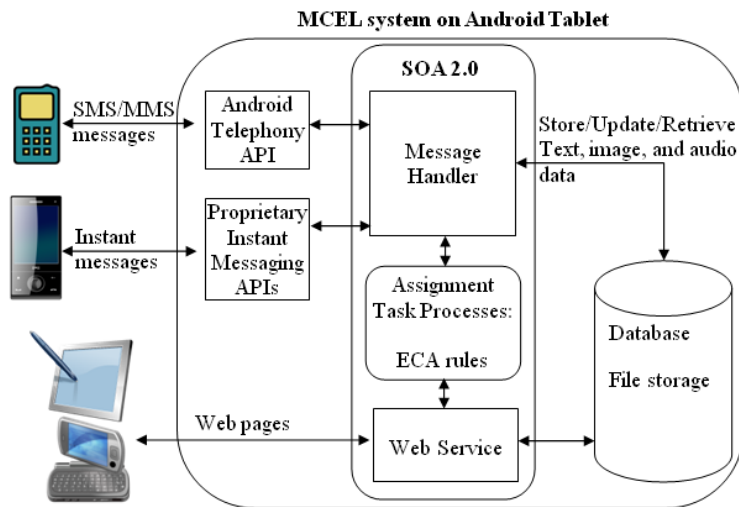 MCEL system on Android Tablet
SOA 2.0
SMS/MMS
messages
Android
Telephony
API
Message
Handler
Store/Update/Retrieve
Text, image, and audio
data
Instant
messages
Proprietary
Instant
Messaging
APIs
Assignment
Task Processes:
ECA rules
Database
File storage
Web pages
Web Service